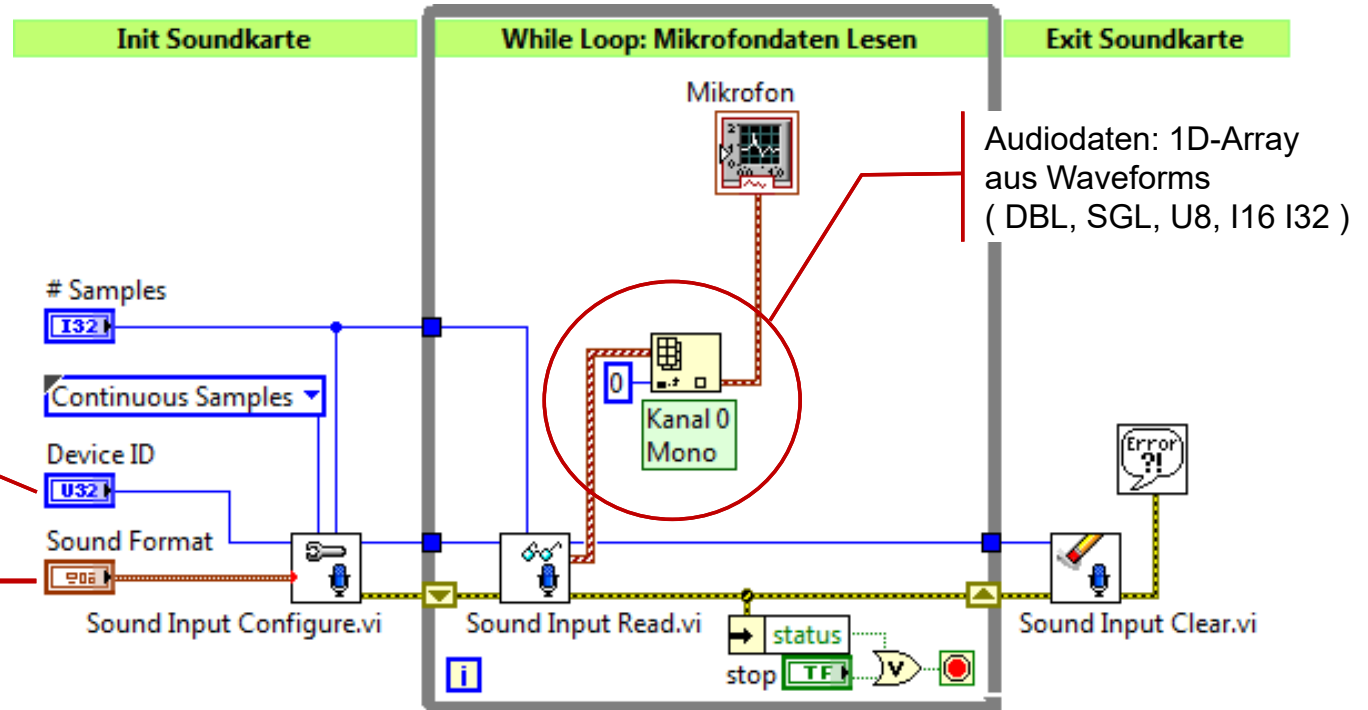 Init Soundkarte
While Loop: Mikrofondaten Lesen
Exit Soundkarte
Mikrofon
Audiodaten: 1D-Array
aus Waveforms
( DBL, SGL, U8, I16 I32 )
# Samples
I32
Continuous Samples
0
Kanal 0
Mono
Device ID
U32
Error
?!
Sound Format
Sound Input Configure.vi
Sound Input Read.vi
Sound Input Clear.vi
status
stop
TF
V
i